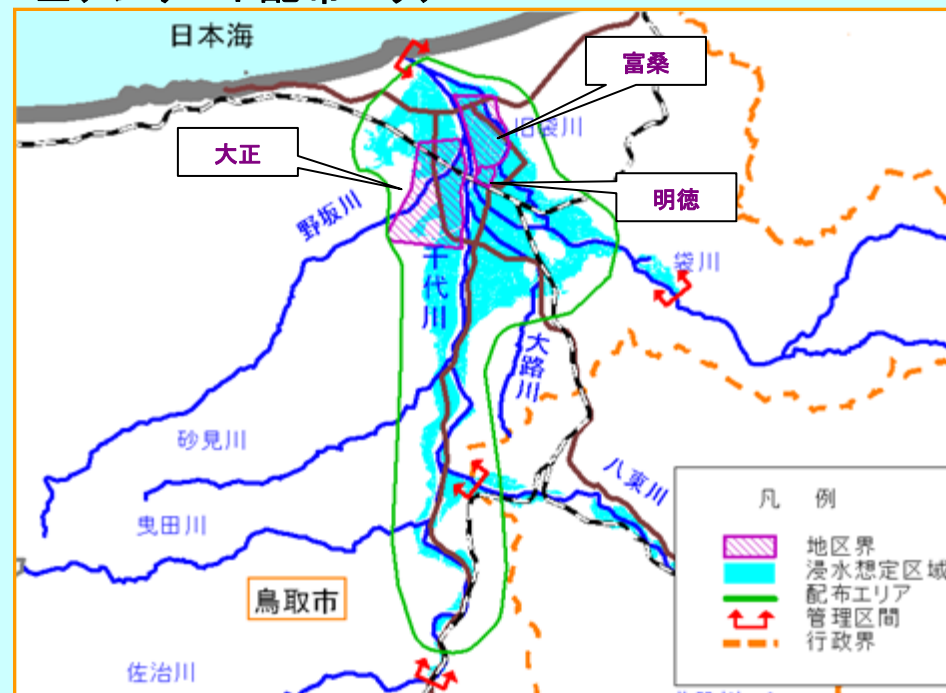 日本海
富桑
旧袋川
大正
明徳
野坂川
袋川
千代川
大路川
砂見川
八東川
曳田川
鳥取市
佐治川
凡 例
地区界
浸水想定区域
配布エリア
管理区間
行政界